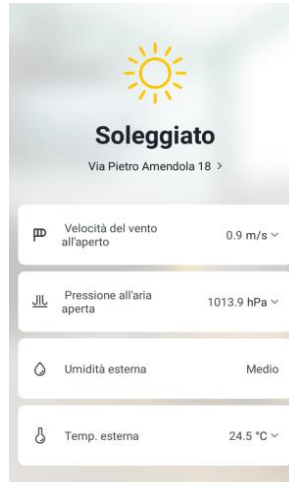 Soleggiato
Via Pietro Amendola 18 >
Velocità del vento
all'aperto
0.9 m/s
Pressione all'aria
aperta
1013.9 hPa
Umidità esterna
Medio
Temp. esterna
24.5 °C